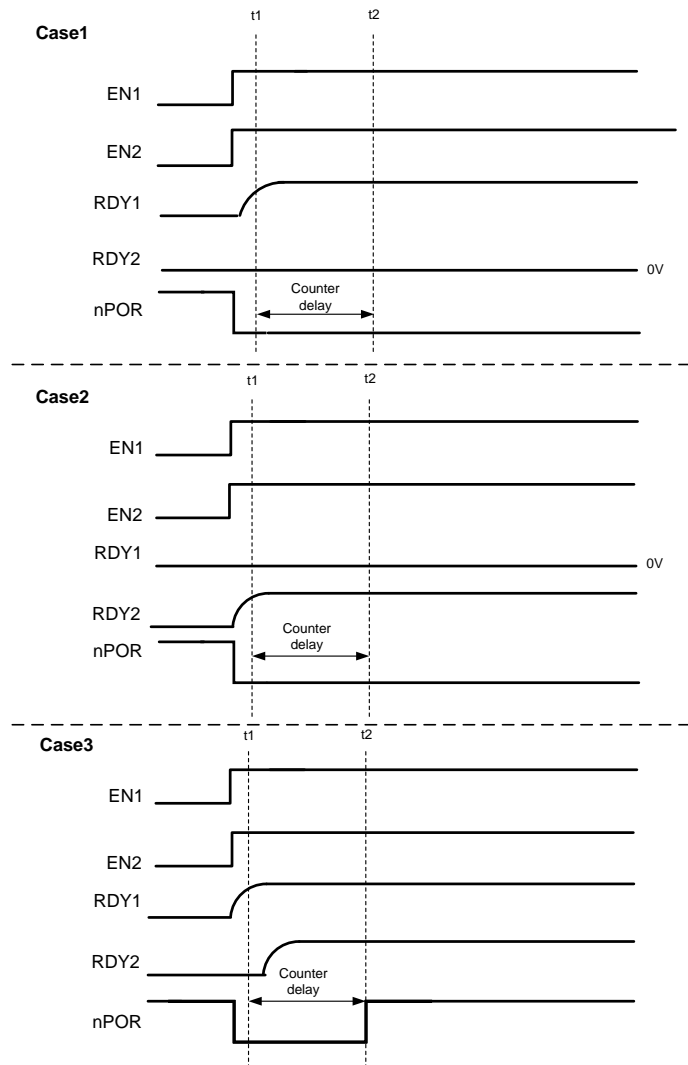 t1
t2
Case1
EN1
EN2
RDY1
RDY2
0V
nPOR
Counter
delay
t1
t2
Case2
EN1
EN2
RDY1
0V
RDY2
nPOR
Counter
delay
t1
t2
Case3
EN1
EN2
RDY1
RDY2
Counter
delay
nPOR